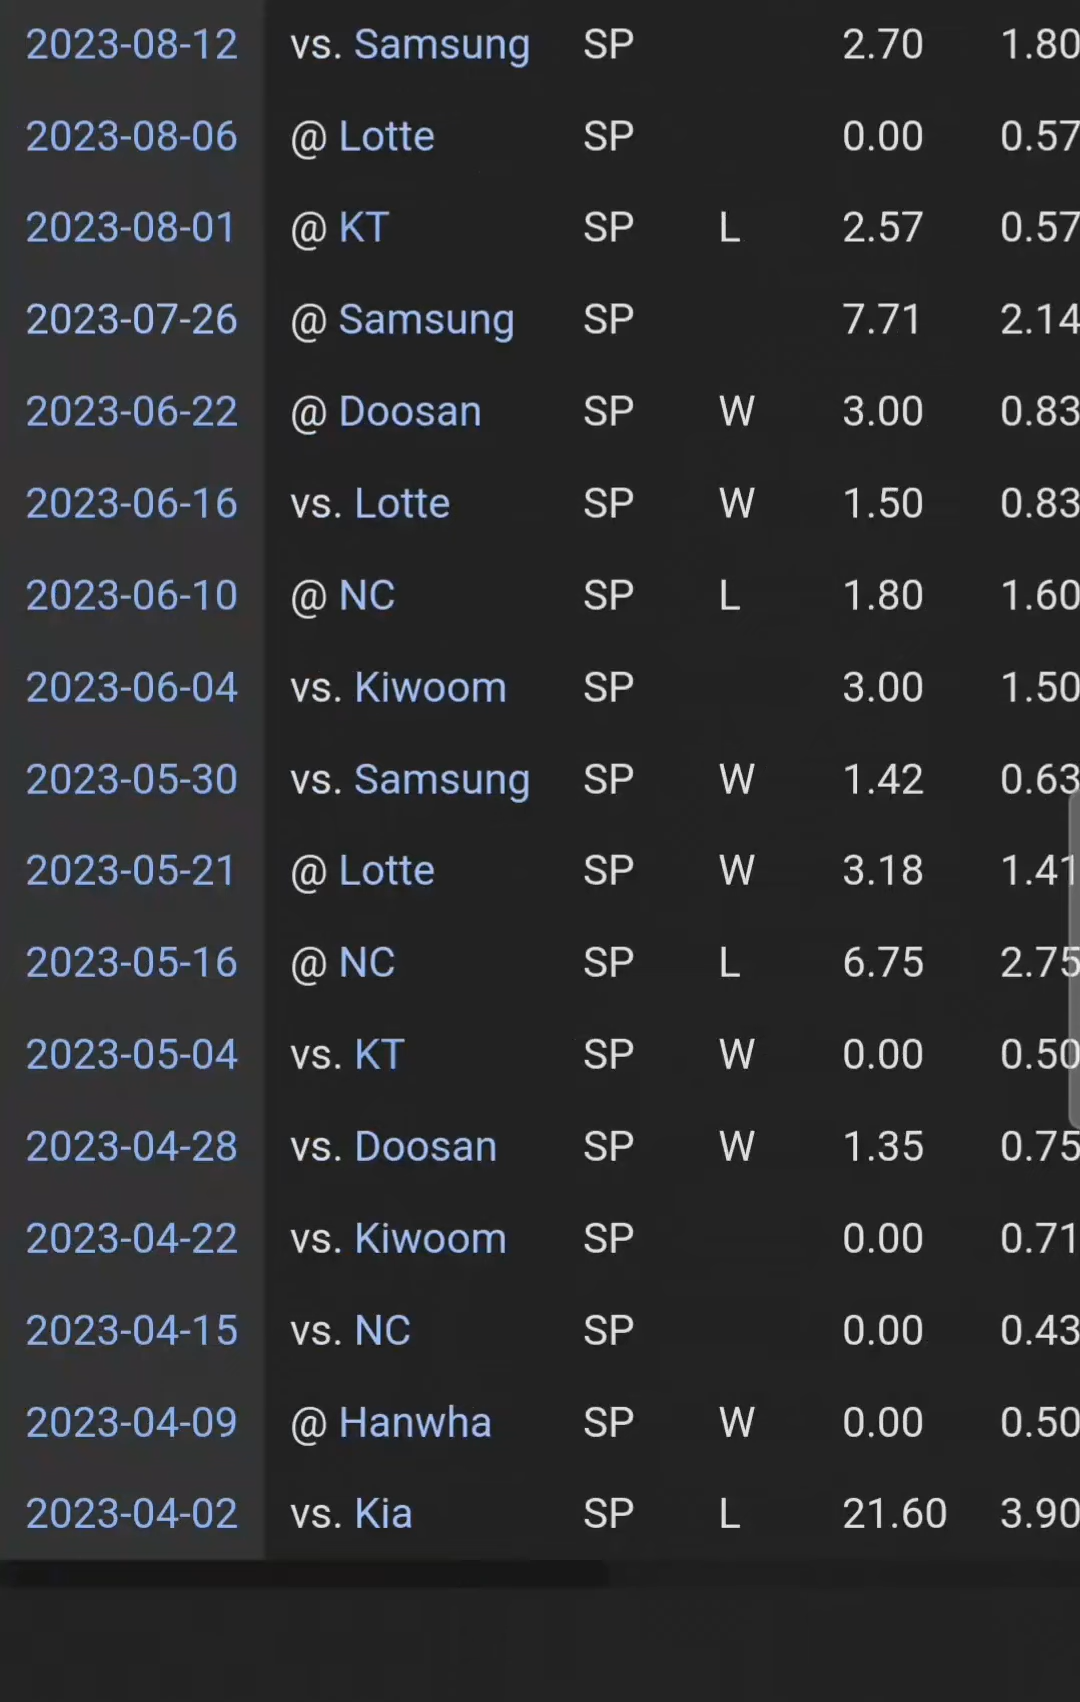 2023-08-12 vs. Samsung SP 2.70 1.80
2023-08-06 @ Lotte SP 0.00 0.57
2023-08-01 @ KT SP L 2.57 0.57
2023-07-26 @ Samsung SP 7.71 2.14
2023-06-22 @ Doosan SP W 3.00 0.83
2023-06-16 vs. Lotte SP W 1.50 0.83
2023-06-10 @ NC SP L 1.80 1.60
2023-06-04 vs. Kiwoom SP 3.00 1.50
2023-05-30 vs. Samsung SP W 1.42 0.63
2023-05-21 @ Lotte SP W 3.18 1.41
2023-05-16 @ NC SP L 6.75 2.75
2023-05-04 vs. KT SP W 0.00 0.50
2023-04-28 vs. Doosan SP W 1.35 0.75
2023-04-22 vs. Kiwoom SP 0.00 0.71
2023-04-15 vs. NC SP 0.00 0.43
2023-04-09 @ Hanwha SP W 0.00 0.50
2023-04-02 vs. Kia SP L 21.60 3.90